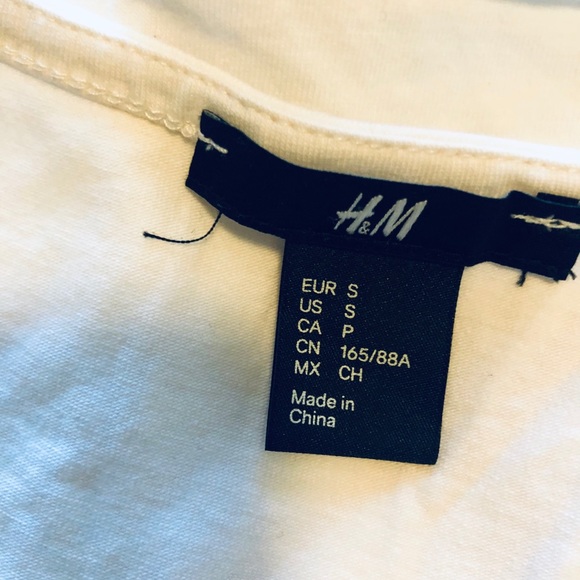 H&M
EUR S
US S
CA P
CN 165/88A
MX CH
Made in
China